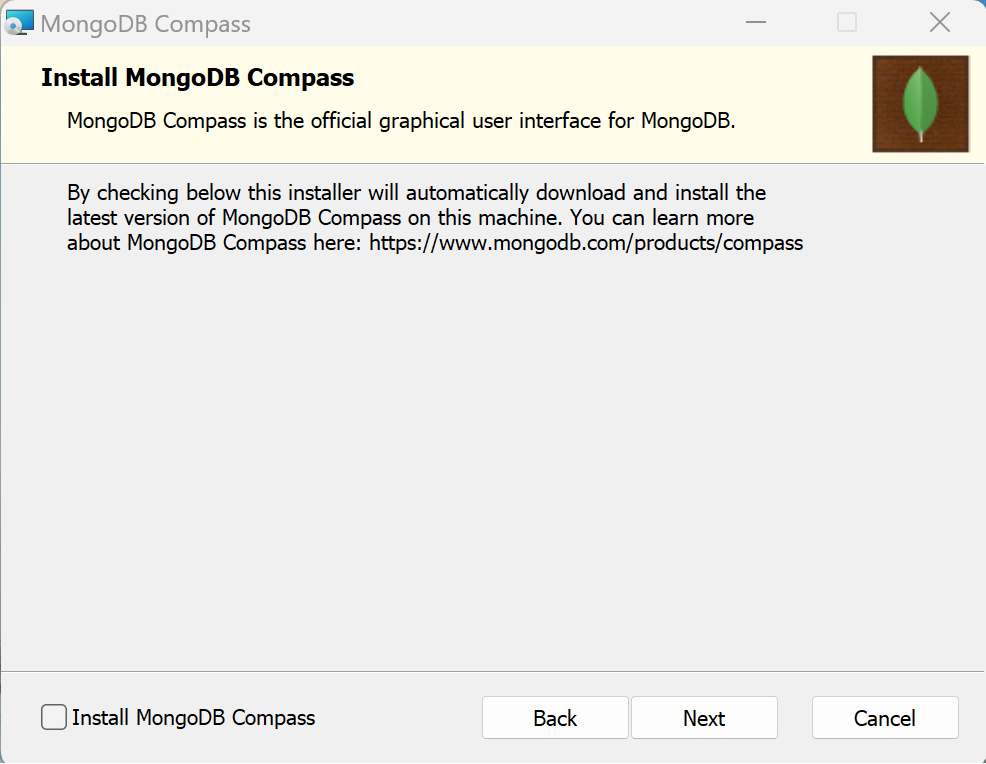 MongoDB Compass
Install MongoDB Compass
MongoDB Compass is the official graphical user interface for MongoDB.
By checking below this installer will automatically download and install the
latest version of MongoDB Compass on this machine. You can learn more
about MongoDB Compass here: https://www.mongodb.com/products/compass
Install MongoDB Compass
Back
Next
Cancel